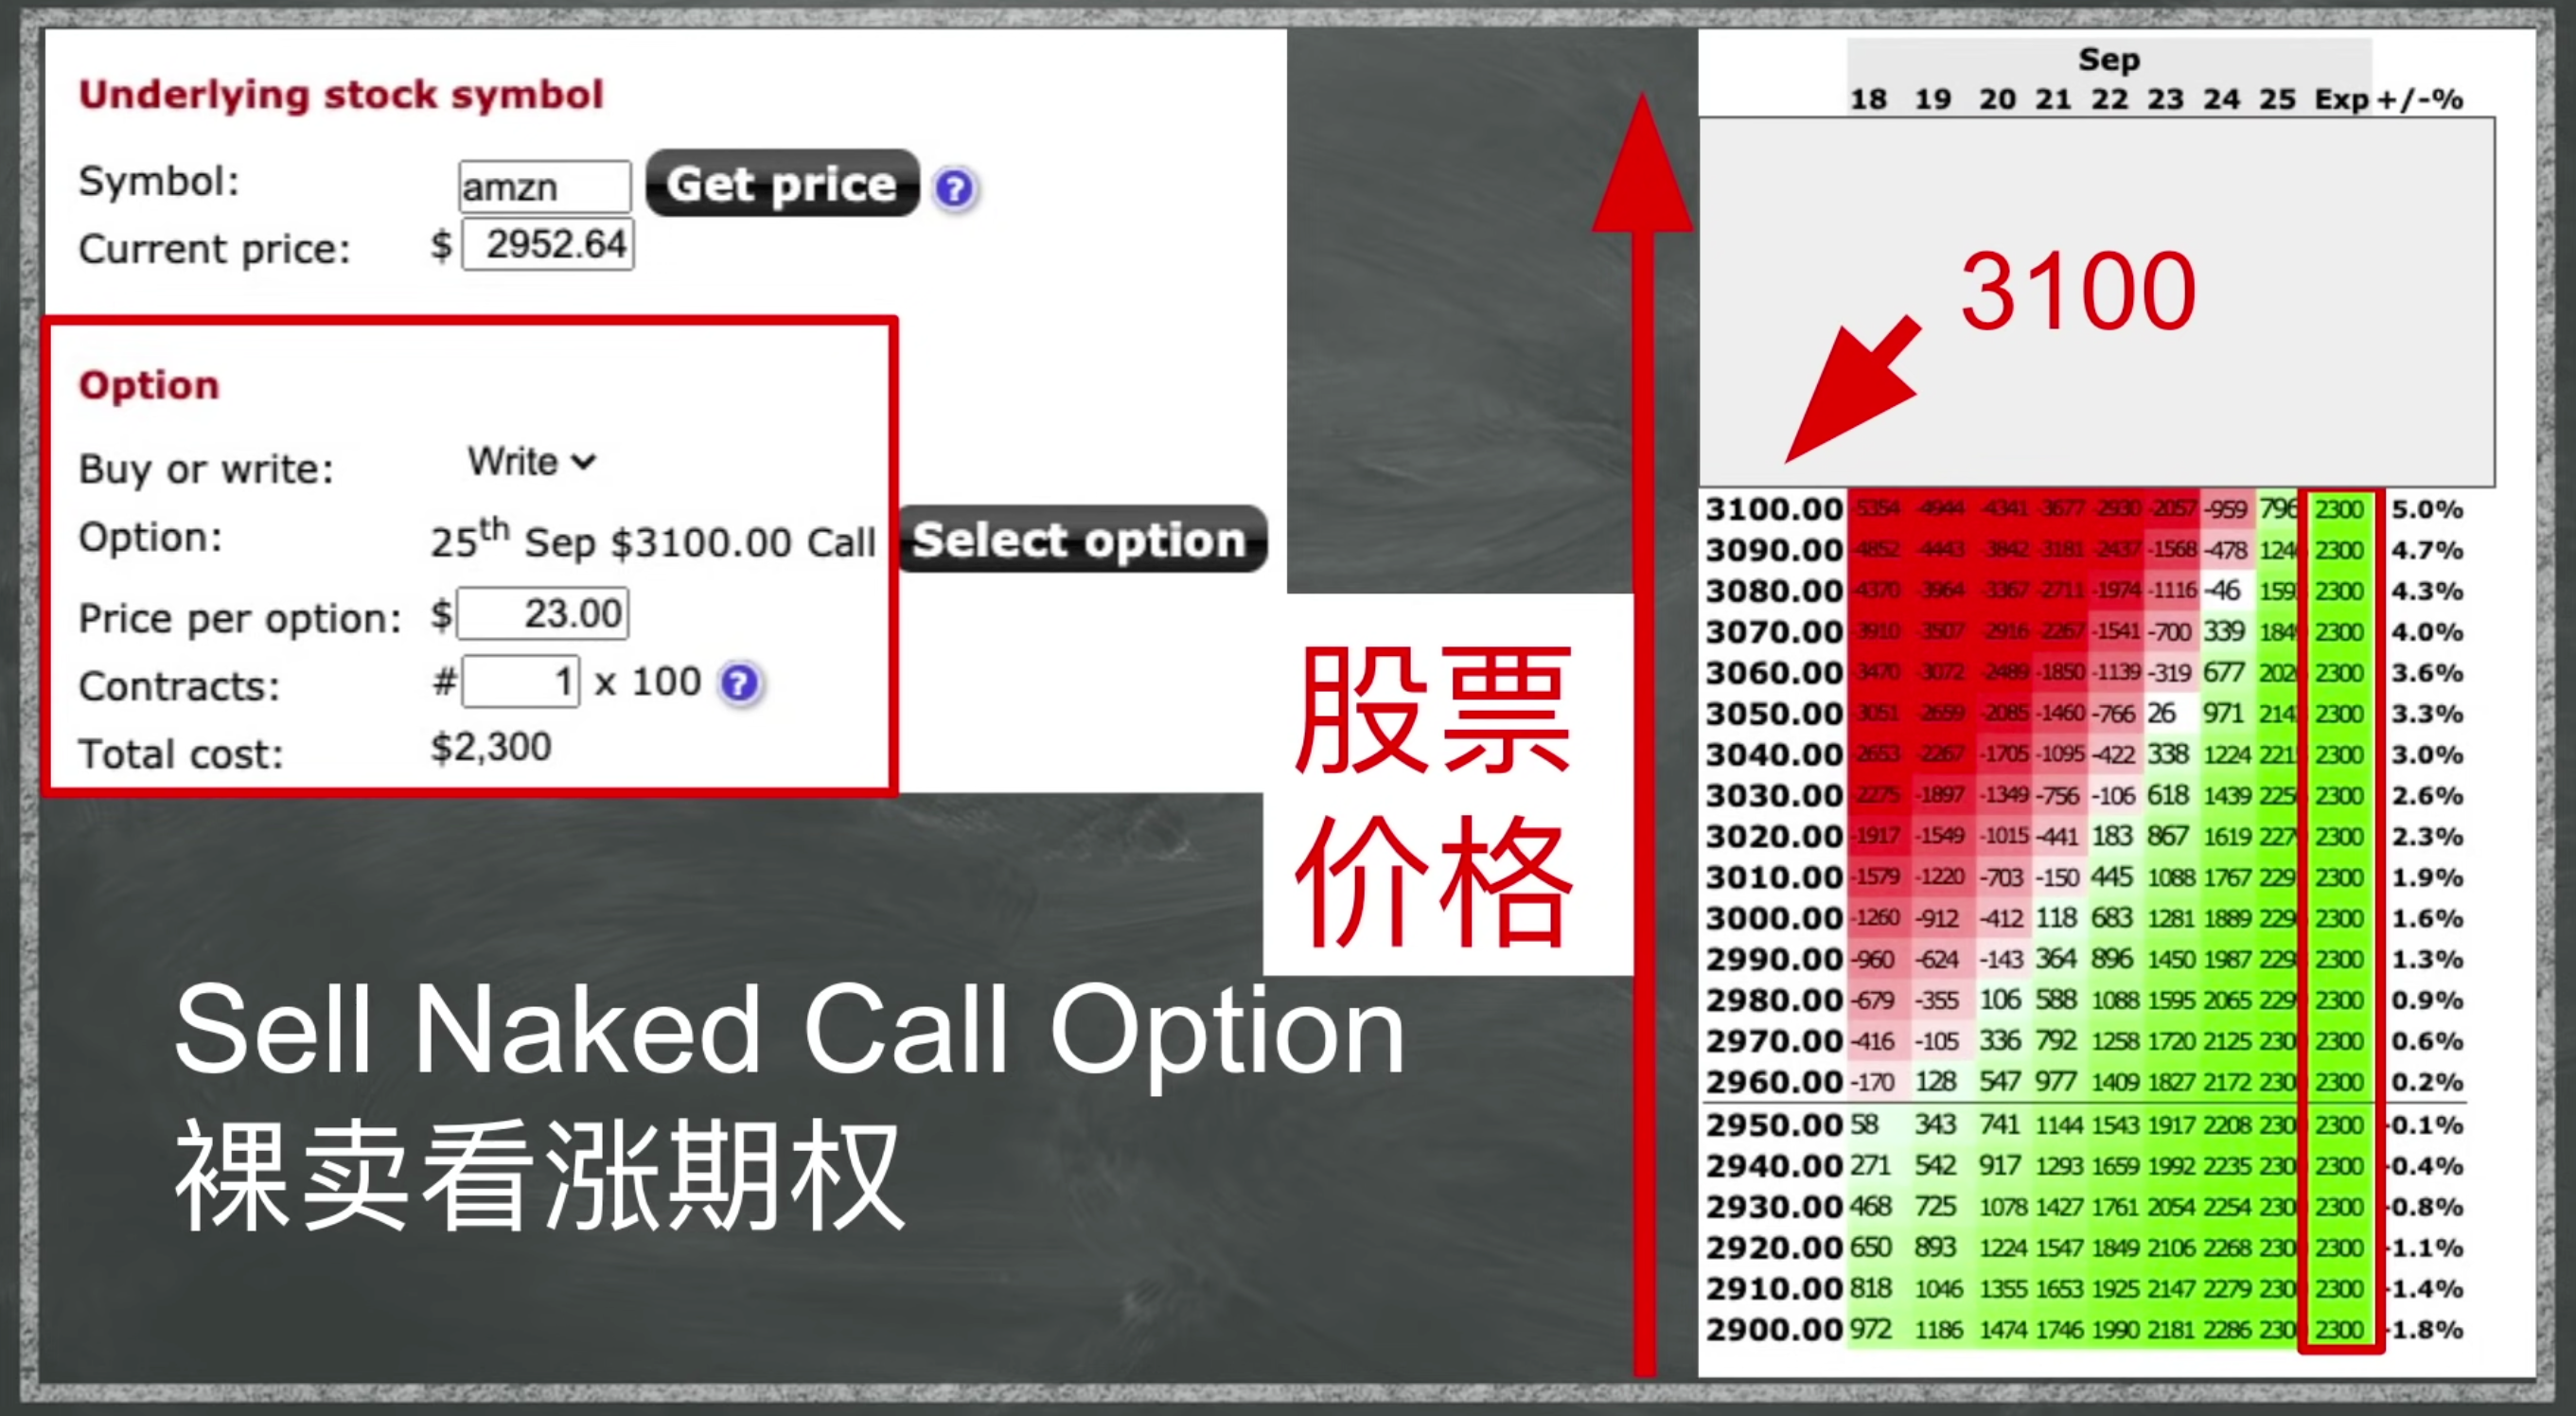 Underlying stock symbol
Symbol: amzn Get price ?
Current price: $ 2952.64
Option
Buy or write: Write
Option: 25th Sep $3100.00 Call Select option
Price per option: $ 23.00
Contracts: # 1 x 100 ?
Total cost: $2,300
Sell Naked Call Option
裸卖看涨期权
股票
价格
Sep
18 19 20 21 22 23 24 25 Exp +/-%
3100
3100.00 -5354 -4944 -4341 -3677 -2930 -2057 -959 796 2300 5.0%
3090.00 -4852 -4443 -3842 -3181 -2437 -1568 -478 2300 4.7%
3080.00 -4370 -3964 -3367 -2711 -1974 -1116 -46 159 2300 4.3%
3070.00 -3910 -3507 -2916 -2267 -1541 -700 339 184 2300 4.0%
3060.00 -3470 -3072 -2489 -1850 -1139 -319 677 202 2300 3.6%
3050.00 -3051 -2659 -2085 -1460 -766 26 971 214 2300 3.3%
3040.00 -2653 -2267 -1705 -1095 -422 338 1224 221 2300 3.0%
3030.00 -2275 -1897 -1349 -756 -106 618 1439 225 2300 2.6%
3020.00 -1917 -1549 -1015 -441 183 867 1619 227 2300 2.3%
3010.00 -1579 -1220 -703 -150 445 1088 1767 229 2300 1.9%
3000.00 -1260 -912 -412 118 683 1281 1889 229 2300 1.6%
2990.00 -960 -624 -143 364 896 1450 1987 229 2300 1.3%
2980.00 -679 -355 106 588 1088 1595 2065 229 2300 0.9%
2970.00 -416 -105 336 792 1258 1720 2125 230 2300 0.6%
2960.00 -170 128 547 977 1409 1827 2172 230 2300 0.2%
2950.00 58 343 741 1144 1543 1917 2208 230 2300 -0.1%
2940.00 271 542 917 1293 1659 1992 2235 230 2300 -0.4%
2930.00 468 725 1078 1427 1761 2054 2254 230 2300 -0.8%
2920.00 650 893 1224 1547 1849 2106 2268 230 2300 -1.1%
2910.00 818 1046 1355 1653 1925 2147 2279 230 2300 -1.4%
2900.00 972 1186 1474 1746 1990 2181 2286 230 2300 -1.8%